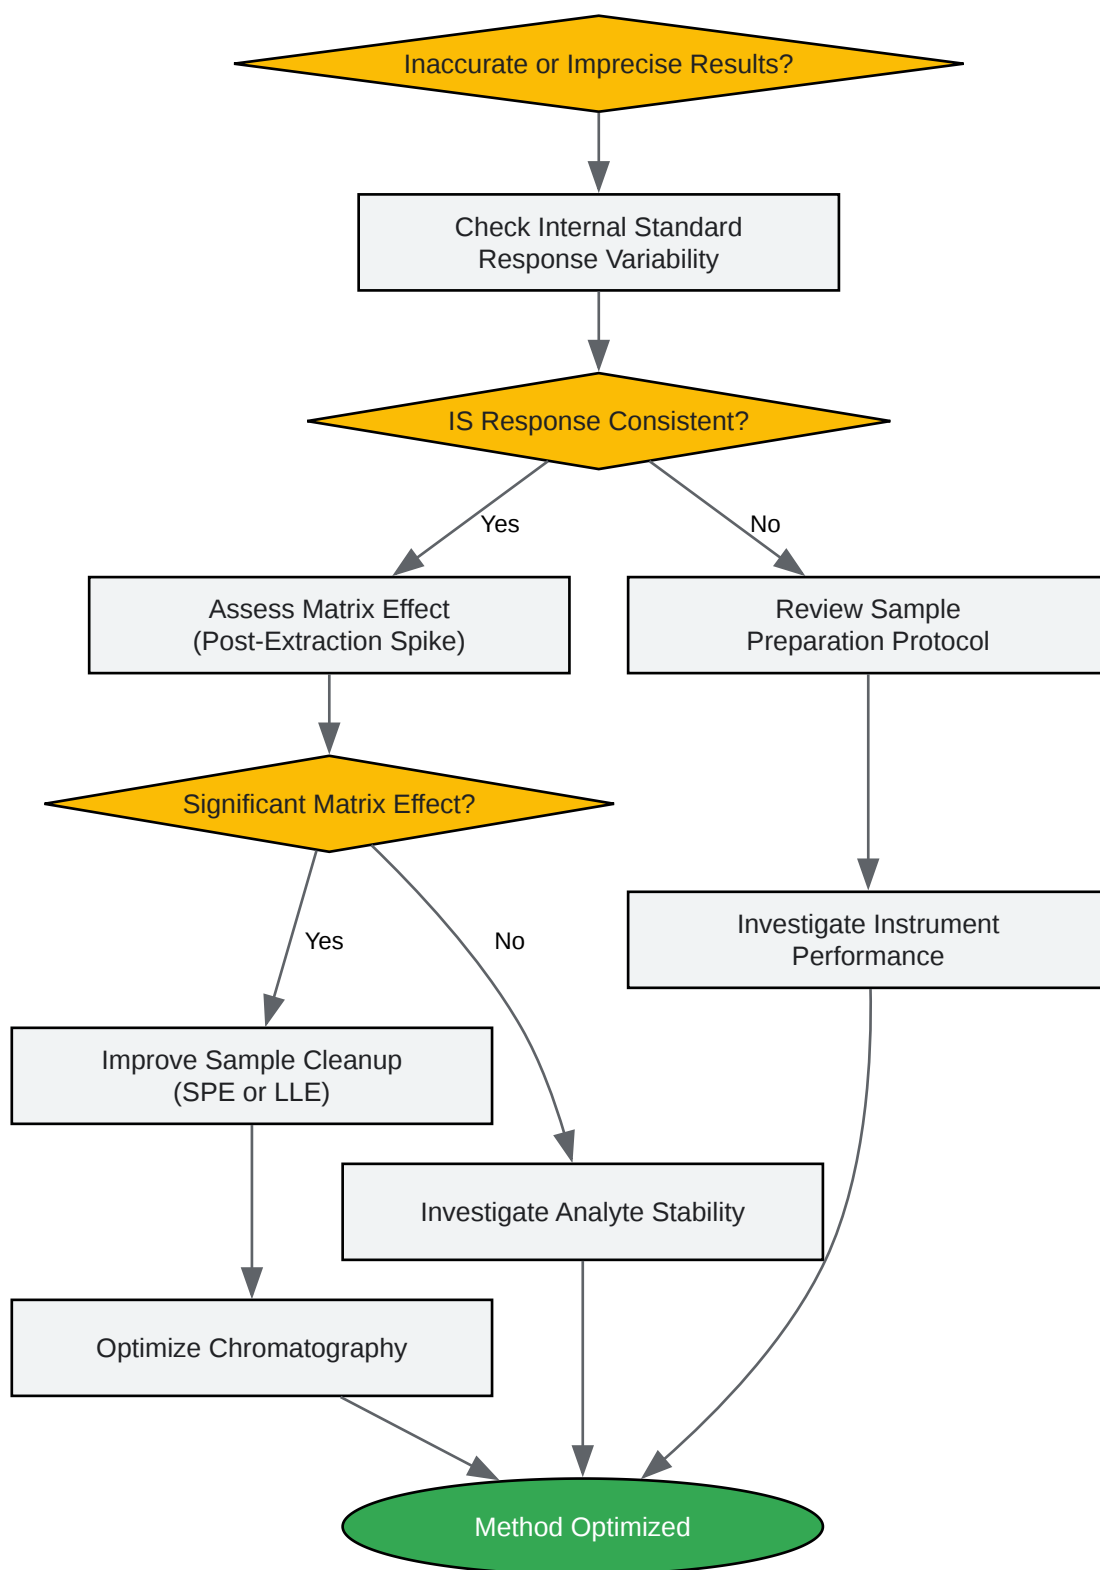 Inaccurate or Imprecise Results?
Check Internal Standard
Response Variability
IS Response Consistent?
Yes
No
Assess Matrix Effect
(Post-Extraction Spike)
Review Sample
Preparation Protocol
Significant Matrix Effect?
Yes
No
Investigate Instrument
Performance
Improve Sample Cleanup
(SPE or LLE)
Investigate Analyte Stability
Optimize Chromatography
Method Optimized